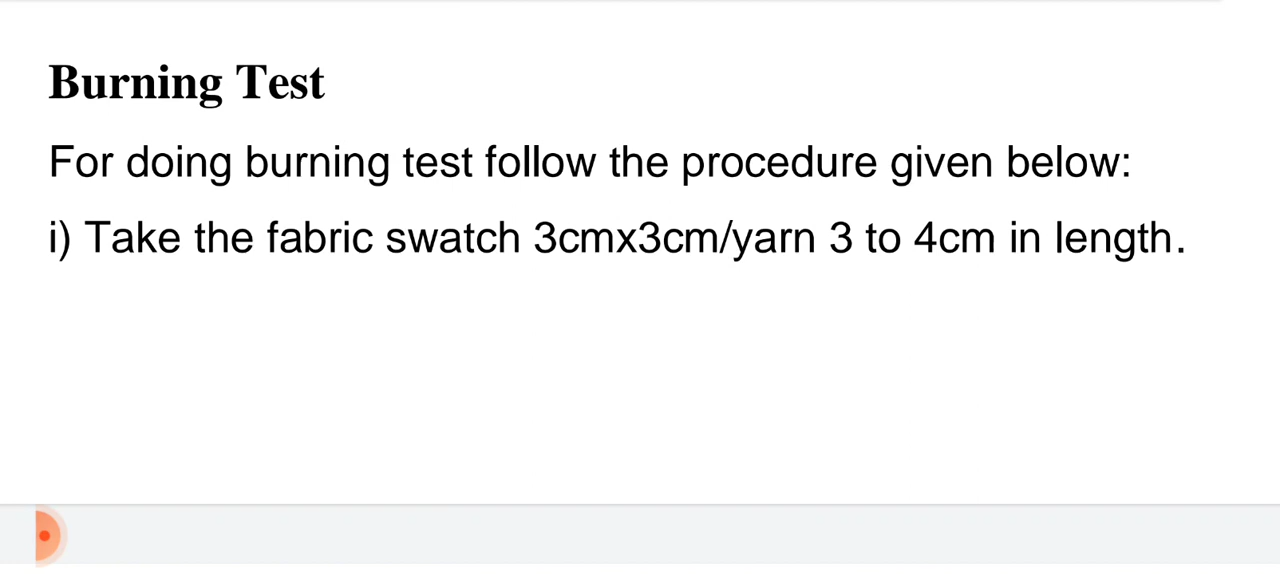 Burning Test
For doing burning test follow the procedure given below:
i) Take the fabric swatch 3cmx3cm/yarn 3 to 4cm in length.